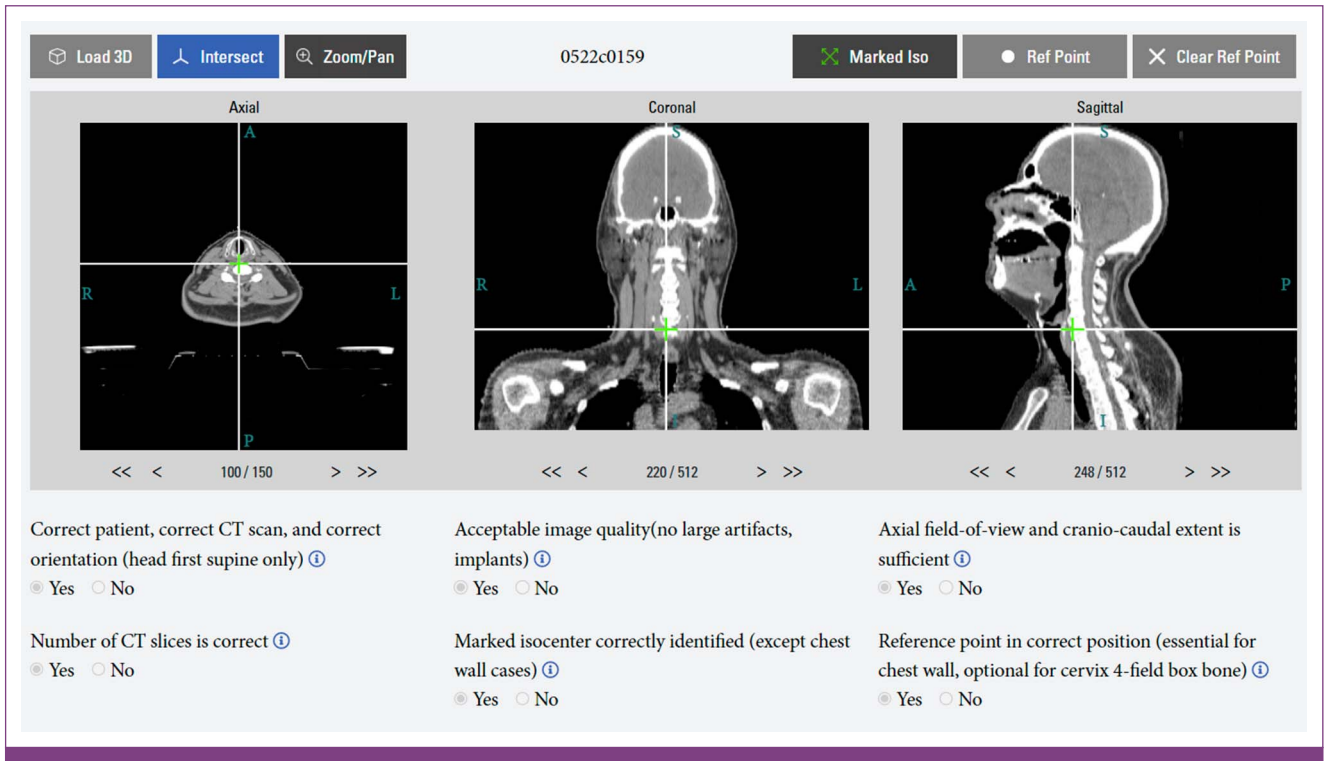 Load 3D Intersect Zoom/Pan 0522c0159 Marked Iso Ref Point Clear Ref Point
Axial Coronal Sagittal
A S S
R L R L A P
P I I
<< < 100 / 150 > >> << < 220 / 512 > >> << < 248 / 512 > >>
Correct patient, correct CT scan, and correct
orientation (head first supine only)
Yes No
Acceptable image quality(no large artifacts,
implants)
Yes No
Axial field-of-view and cranio-caudal extent is
sufficient
Yes No
Number of CT slices is correct
Yes No
Marked isocenter correctly identified (except chest
wall cases)
Yes No
Reference point in correct position (essential for
chest wall, optional for cervix 4-field box bone)
Yes No